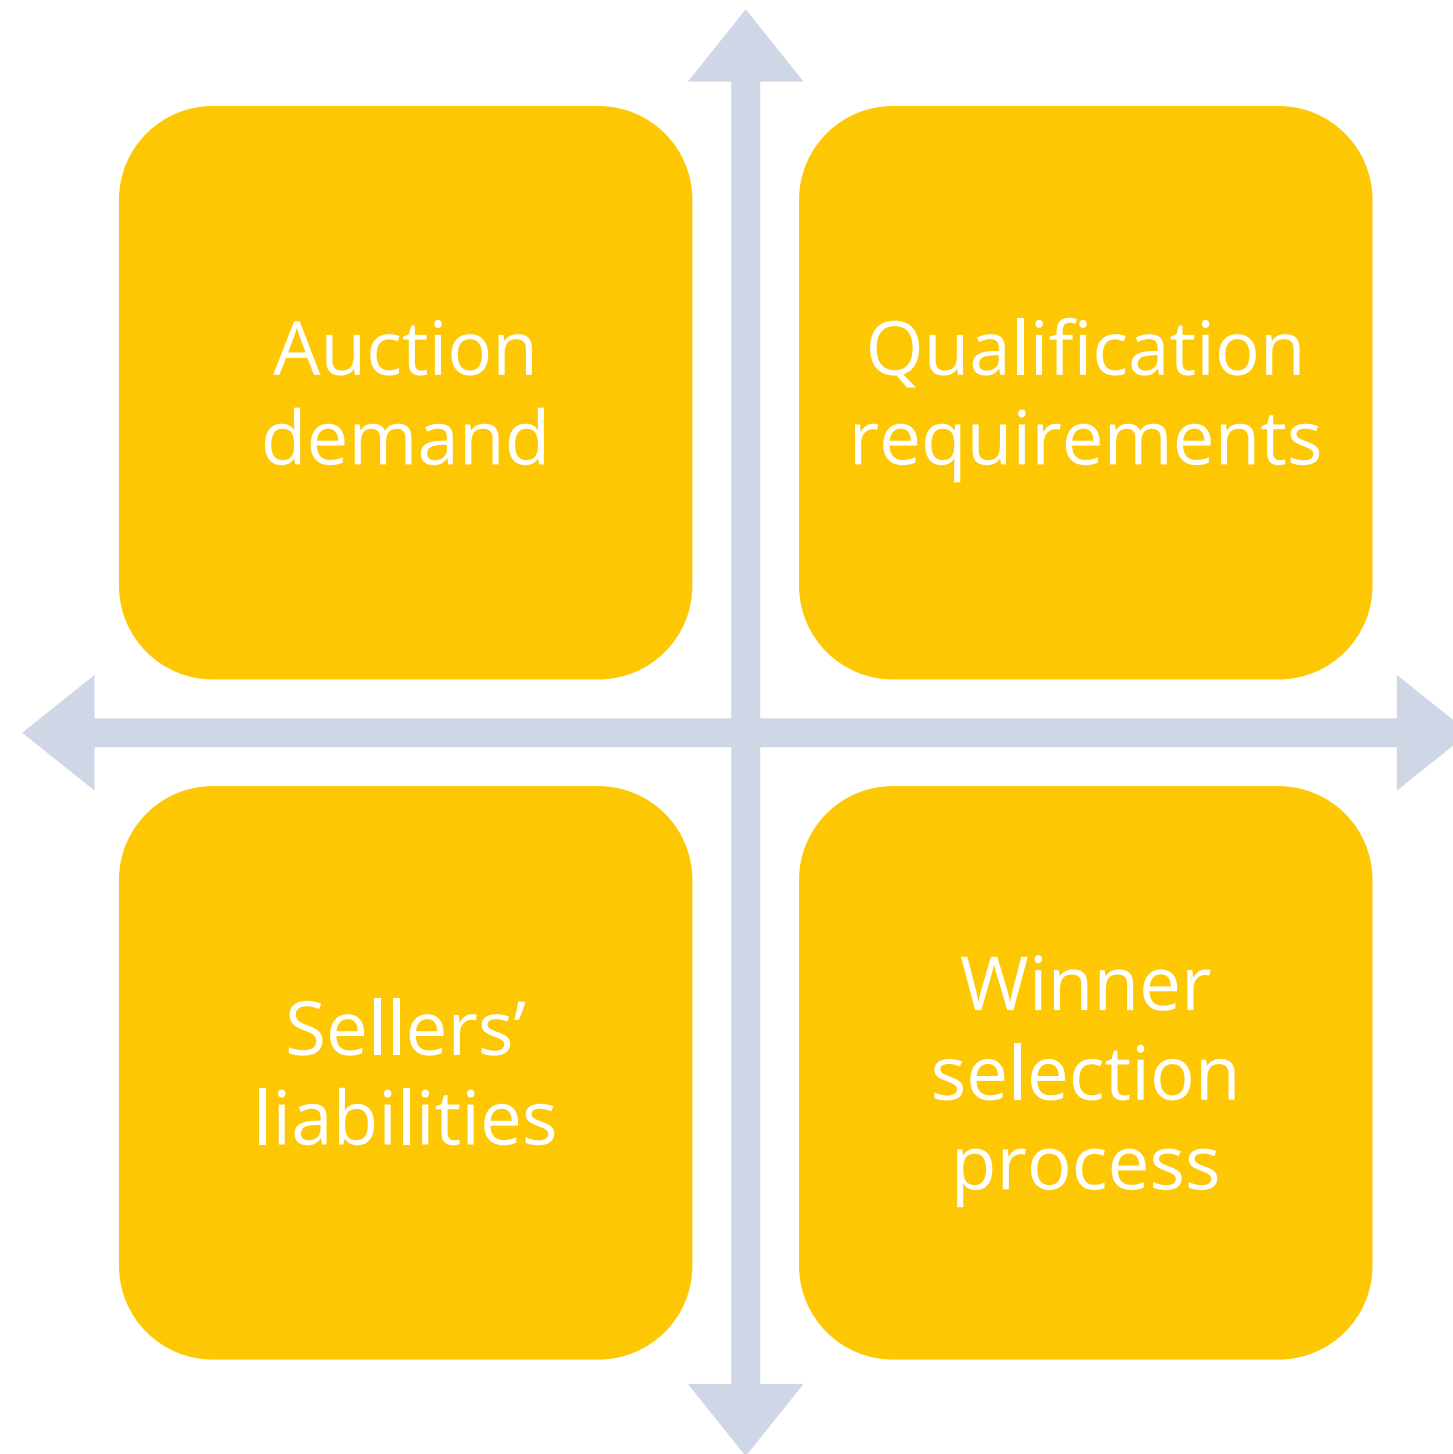 Auction
demand
Qualification
requirements
Sellers’
liabilities
Winner
selection
process